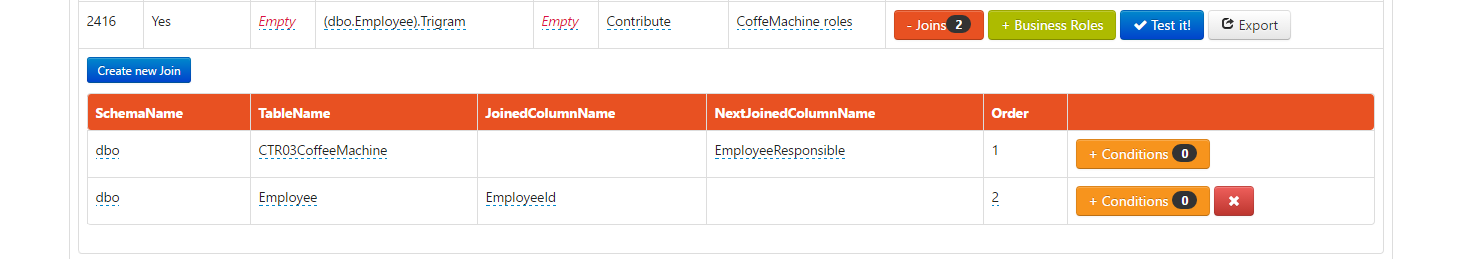 2416 Yes Empty (dbo.Employee).Trigram Empty Contribute CoffeMachine roles - Joins 2 + Business Roles Test it! Export
Create new Join
SchemaName TableName JoinedColumnName NextJoinedColumnName Order
dbo CTR03CoffeeMachine EmployeeResponsible 1 + Conditions 0
dbo Employee EmployeeId 2 + Conditions 0